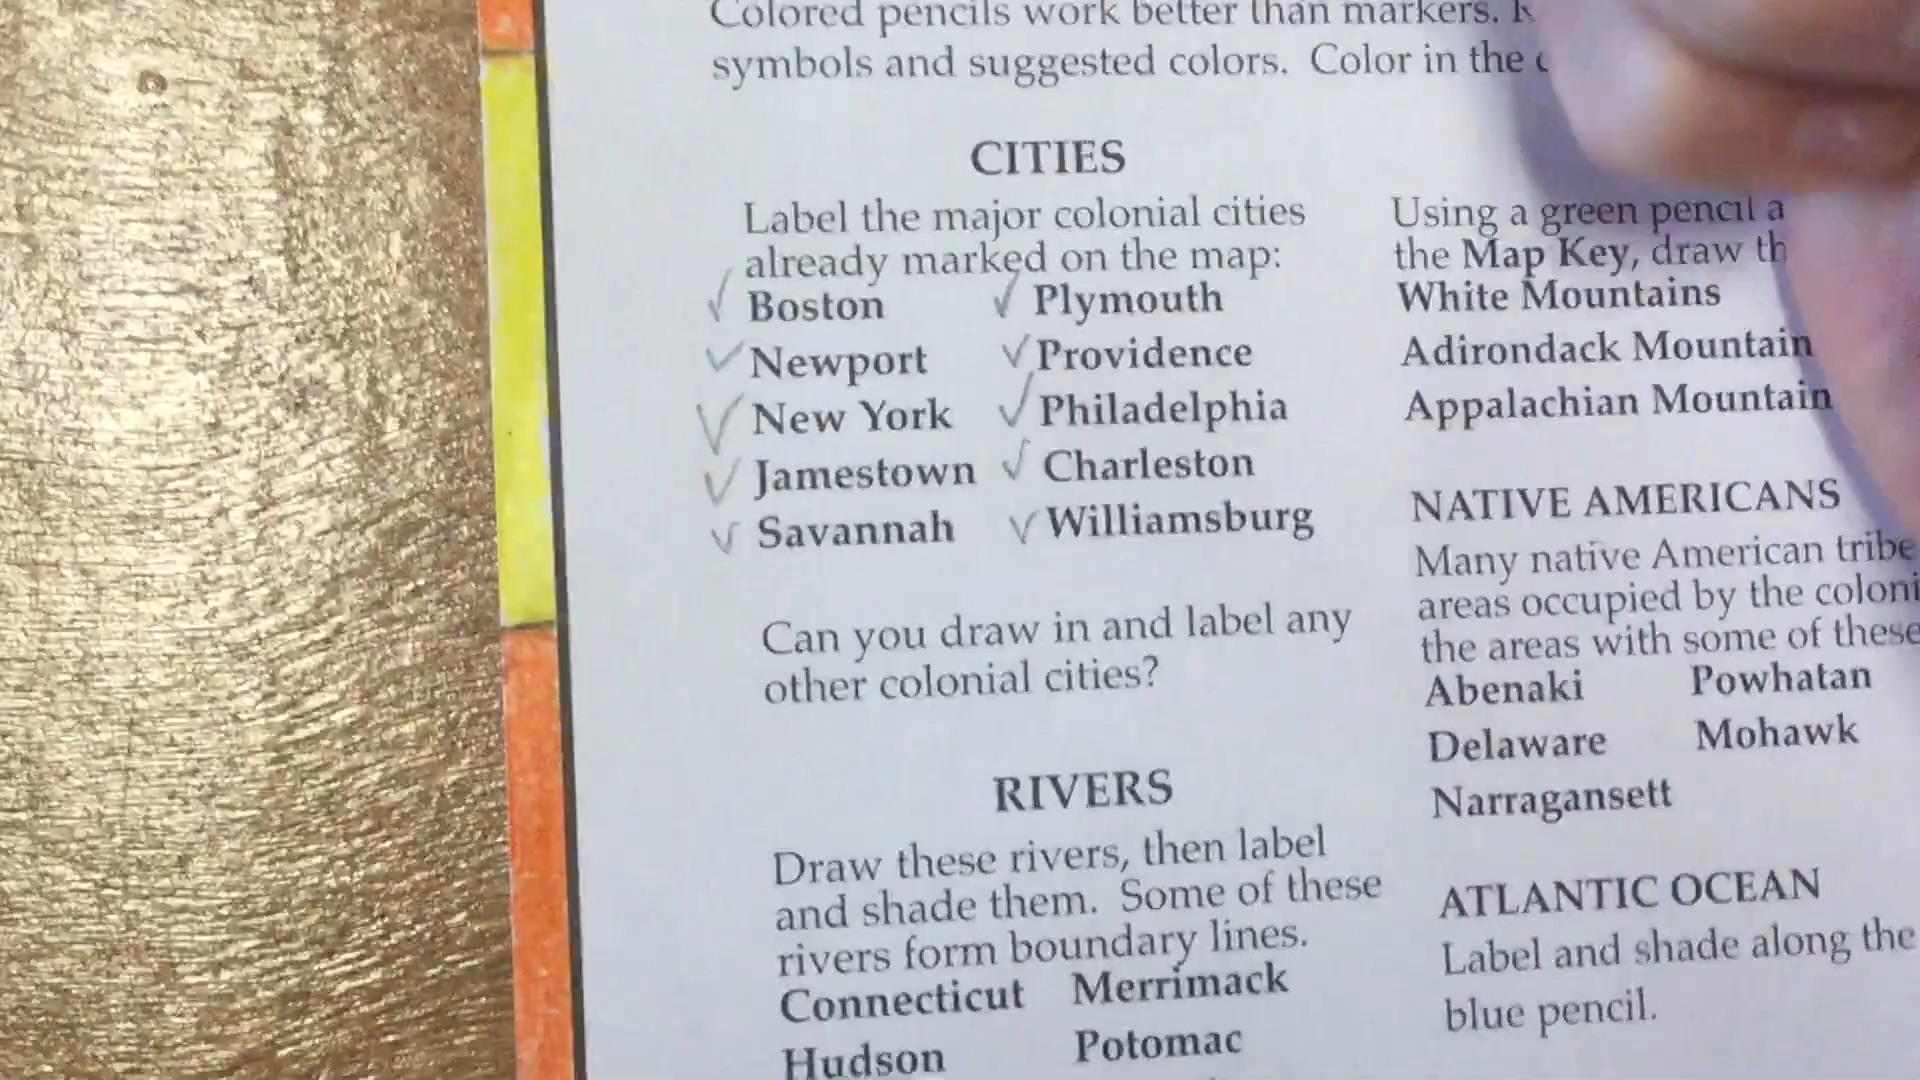 Colored pencils work better than markers.
symbols and suggested colors. Color in the
CITIES
Label the major colonial cities
already marked on the map:
Boston Plymouth
Newport Providence
New York Philadelphia
Jamestown Charleston
Savannah Williamsburg
Can you draw in and label any
other colonial cities?
RIVERS
Draw these rivers, then label
and shade them. Some of these
rivers form boundary lines.
Connecticut Merrimack
Hudson Potomac
Using a green pencil a
the Map Key, draw th
White Mountains
Adirondack Mountain
Appalachian Mountain
NATIVE AMERICANS
Many native American tribe
areas occupied by the coloni
the areas with some of these
Abenaki Powhatan
Delaware Mohawk
Narragansett
ATLANTIC OCEAN
Label and shade along the
blue pencil.